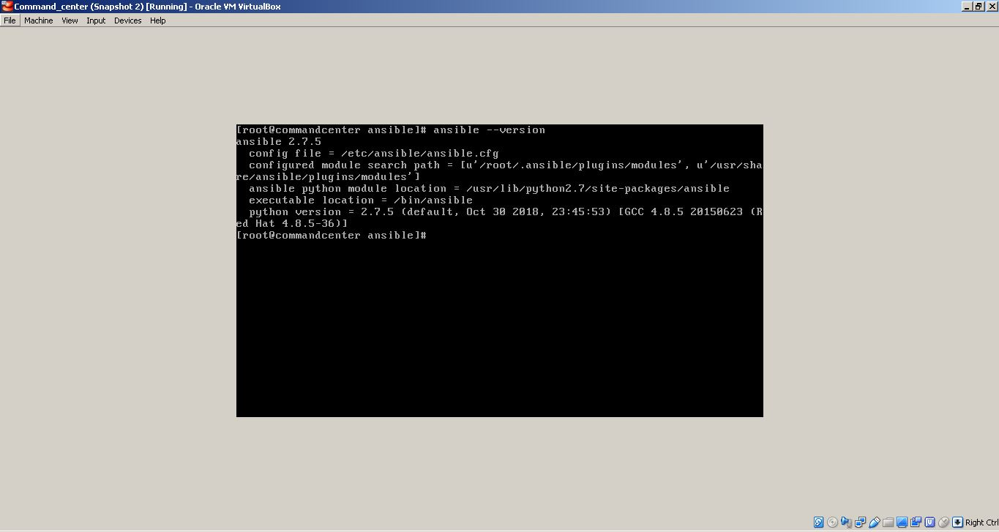 Command_center (Snapshot 2) [Running] - Oracle VM VirtualBox
File Machine View Input Devices Help
[root@commandcenter ansible]# ansible --version
ansible 2.7.5
  config file = /etc/ansible/ansible.cfg
  configured module search path = [u'/root/.ansible/plugins/modules', u'/usr/sha
re/ansible/plugins/modules']
  ansible python module location = /usr/lib/python2.7/site-packages/ansible
  executable location = /bin/ansible
  python version = 2.7.5 (default, Oct 30 2018, 23:45:53) [GCC 4.8.5 20150623 (R
ed Hat 4.8.5-36)]
[root@commandcenter ansible]#
Right Ctrl